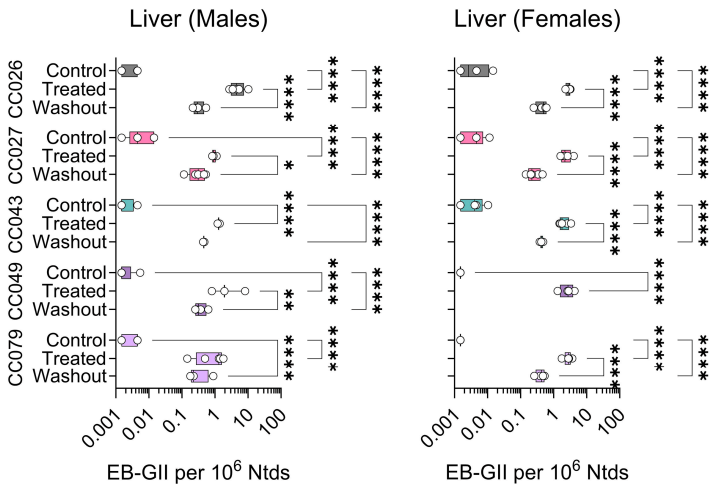 Liver (Males)
CC026
Control
Treated
Washout
**** **** ****
CC027
Control
Treated
Washout
* **** ****
CC043
Control
Treated
Washout
**** ****
CC049
Control
Treated
Washout
** **** ****
CC079
Control
Treated
Washout
**** ****
0.001 0.01 0.1 1 10 100
EB-GII per 10⁶ Ntds
Liver (Females)
**** **** ****
**** **** ****
**** **** ****
****
**** **** ****
0.001 0.01 0.1 1 10 100
EB-GII per 10⁶ Ntds